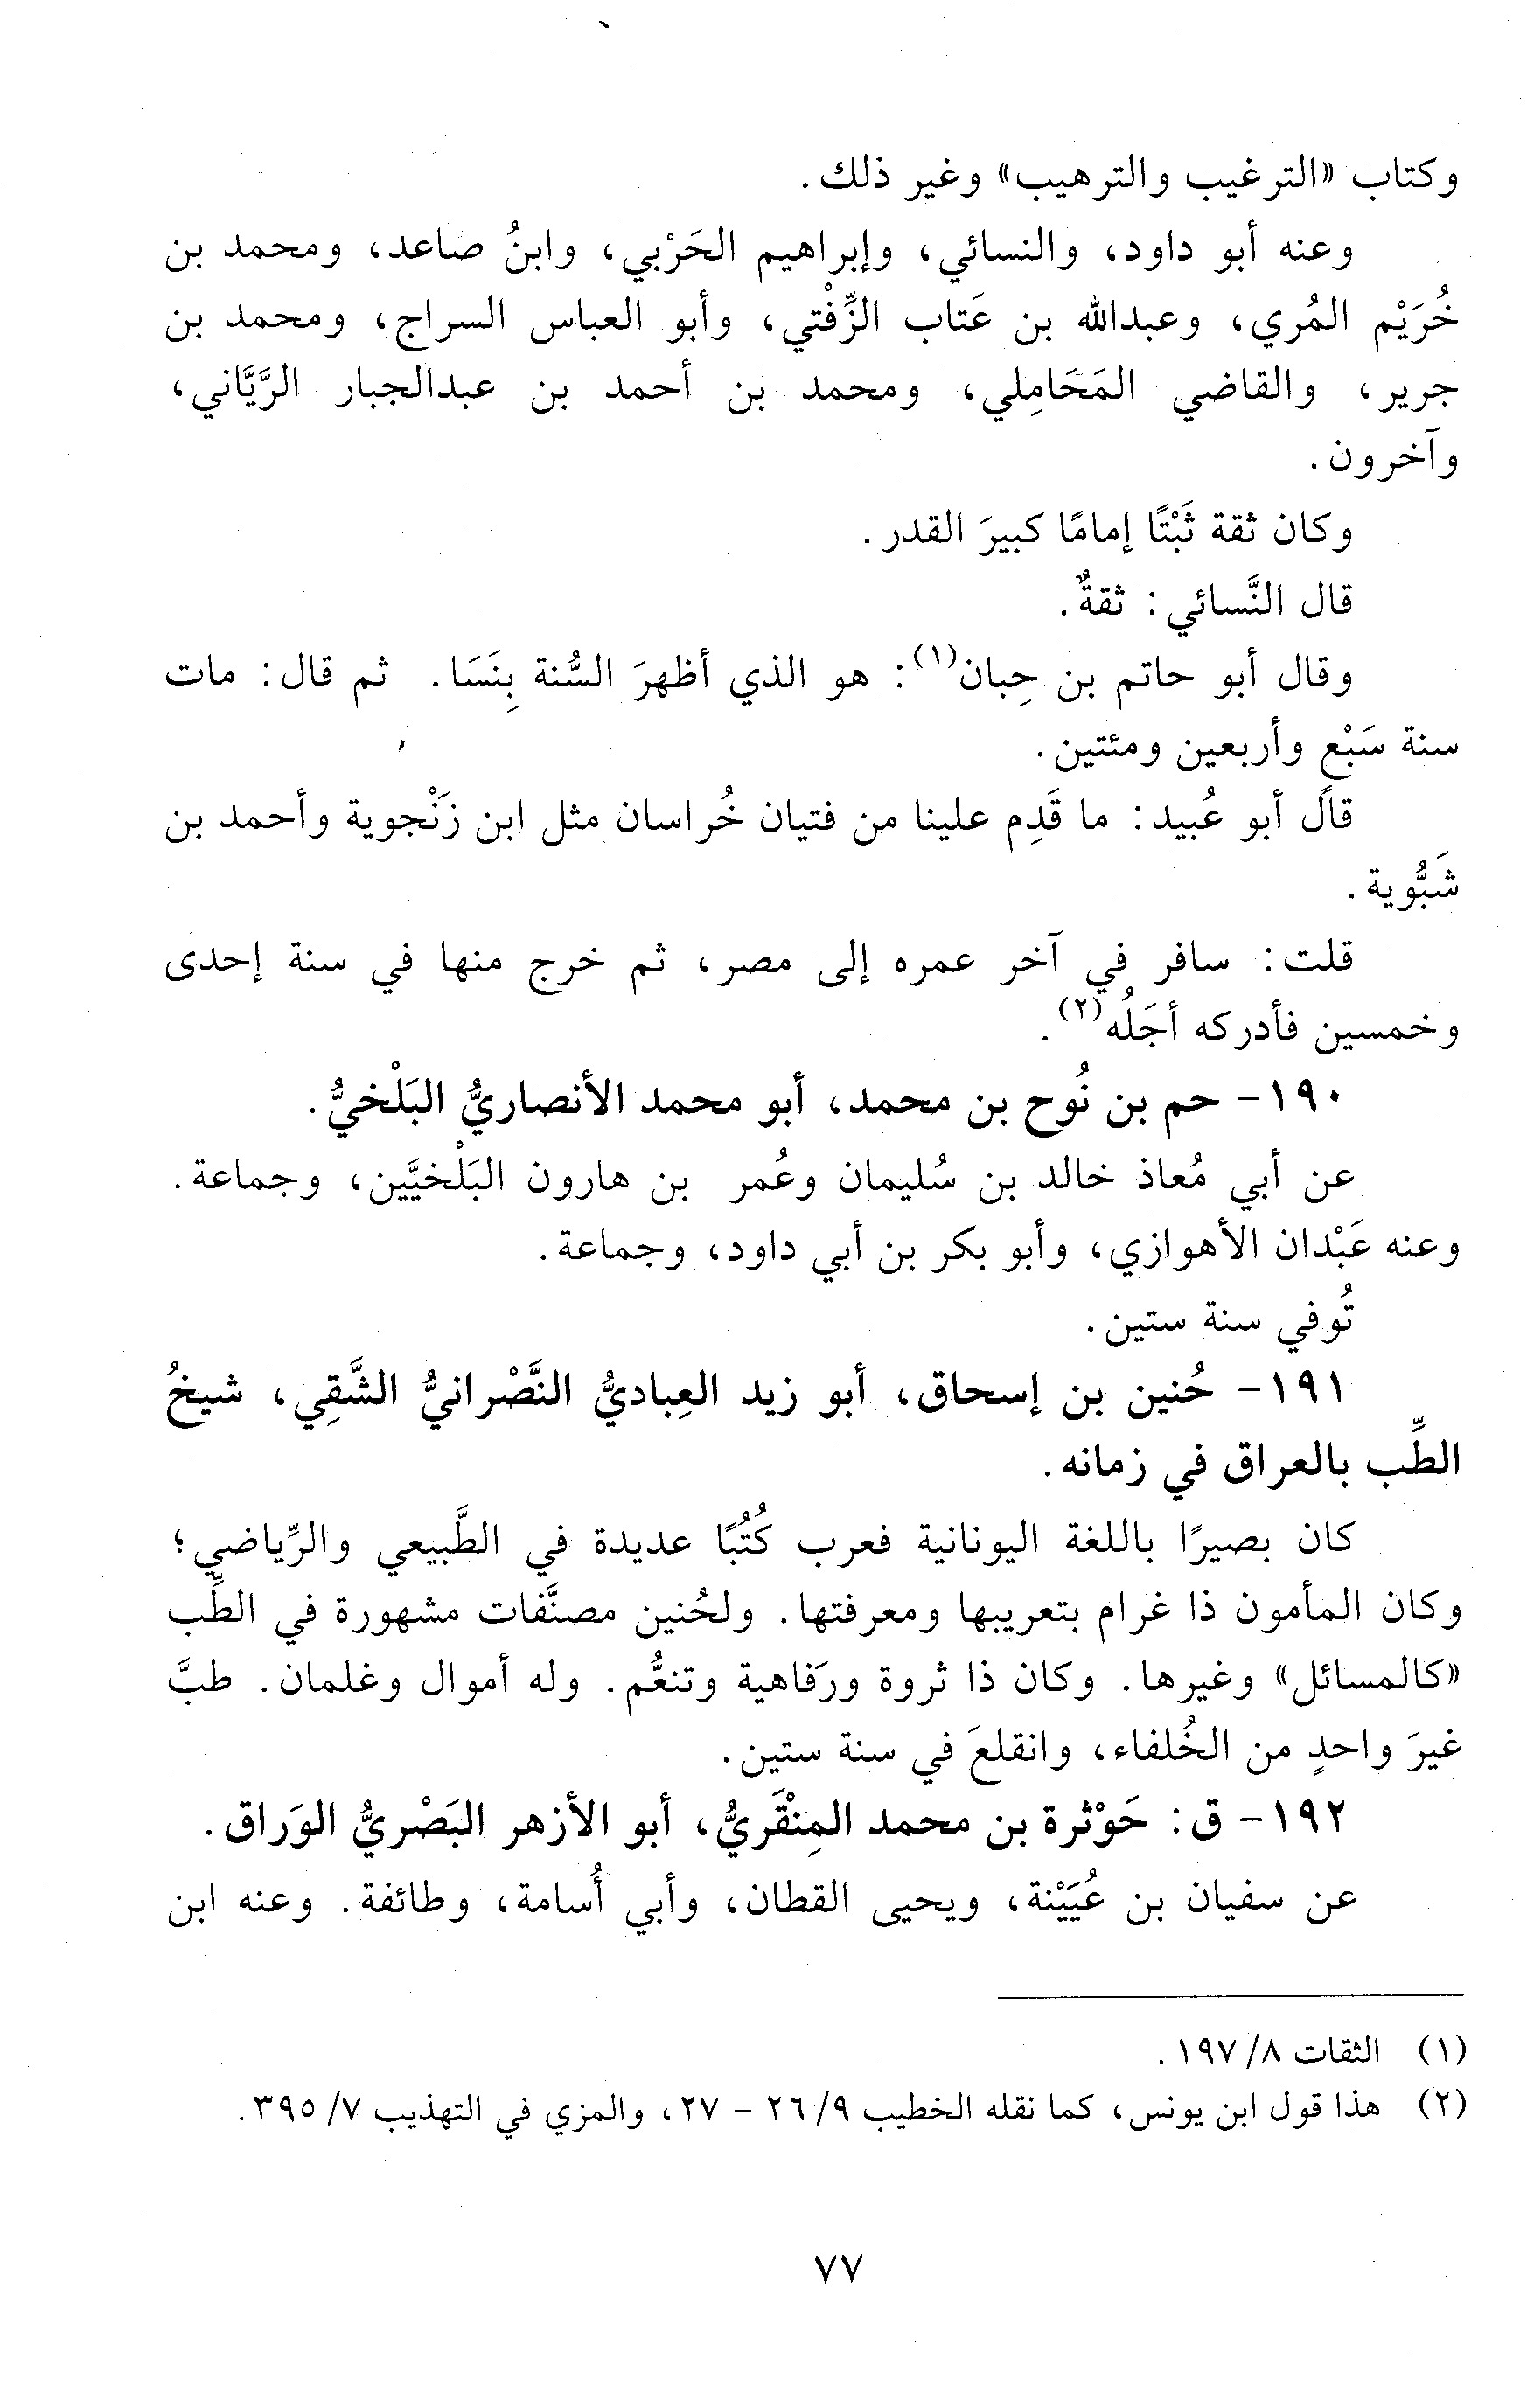 وكتاب «الترغيب والترهيب» وغير ذلك.
وعنه أبو داود، والنسائي، وإبراهيم الحَرْبي، وابنُ صاعد، ومحمد بن
خُرَيْم المُري، وعبدالله بن عَتاب الزِّفْتي، وأبو العباس السراج، ومحمد بن
جرير، والقاضي المَحَامِلي، ومحمد بن أحمد بن عبدالجبار الرَّيَّاني،
وآخرون.
وكان ثقة ثَبْتًا إمامًا كبيرَ القدر.
قال النَّسائي: ثقةٌ.
وقال أبو حاتم بن حِبان(١): هو الذي أظهرَ السُّنة بِنَسَا. ثم قال: مات
سنة سَبْع وأربعين ومئتين.
قال أبو عُبيد: ما قَدِم علينا من فتيان خُراسان مثل ابن زَنْجوية وأحمد بن
شَبُّوية.
قلت: سافر في آخر عمره إلى مصر، ثم خرج منها في سنة إحدى
وخمسين فأدركه أجَلُه(٢).
١٩٠- حم بن نُوح بن محمد، أبو محمد الأنصاريُّ البَلْخيُّ.
عن أبي مُعاذ خالد بن سُليمان وعُمر بن هارون البَلْخيَّين، وجماعة.
وعنه عَبْدان الأهوازي، وأبو بكر بن أبي داود، وجماعة.
تُوفي سنة ستين.
١٩١- حُنين بن إسحاق، أبو زيد العِباديُّ النَّصْرانيُّ الشَّقِي، شيخُ
الطِّب بالعراق في زمانه.
كان بصيرًا باللغة اليونانية فعرب كُتُبًا عديدة في الطَّبيعي والرِّياضي؛
وكان المأمون ذا غرام بتعريبها ومعرفتها. ولحُنين مصنَّفات مشهورة في الطِّب
«كالمسائل» وغيرها. وكان ذا ثروة ورَفاهية وتنعُّم. وله أموال وغلمان. طبَّ
غيرَ واحدٍ من الخُلفاء، وانقلعَ في سنة ستين.
١٩٢- ق: حَوْثرة بن محمد المِنْقَريُّ، أبو الأزهر البَصْريُّ الوَراق.
عن سفيان بن عُيَيْنة، ويحيى القطان، وأبي أُسامة، وطائفة. وعنه ابن
(١) الثقات ٨/ ١٩٧.
(٢) هذا قول ابن يونس، كما نقله الخطيب ٩/ ٢٦ - ٢٧، والمزي في التهذيب ٧/ ٣٩٥.
٧٧